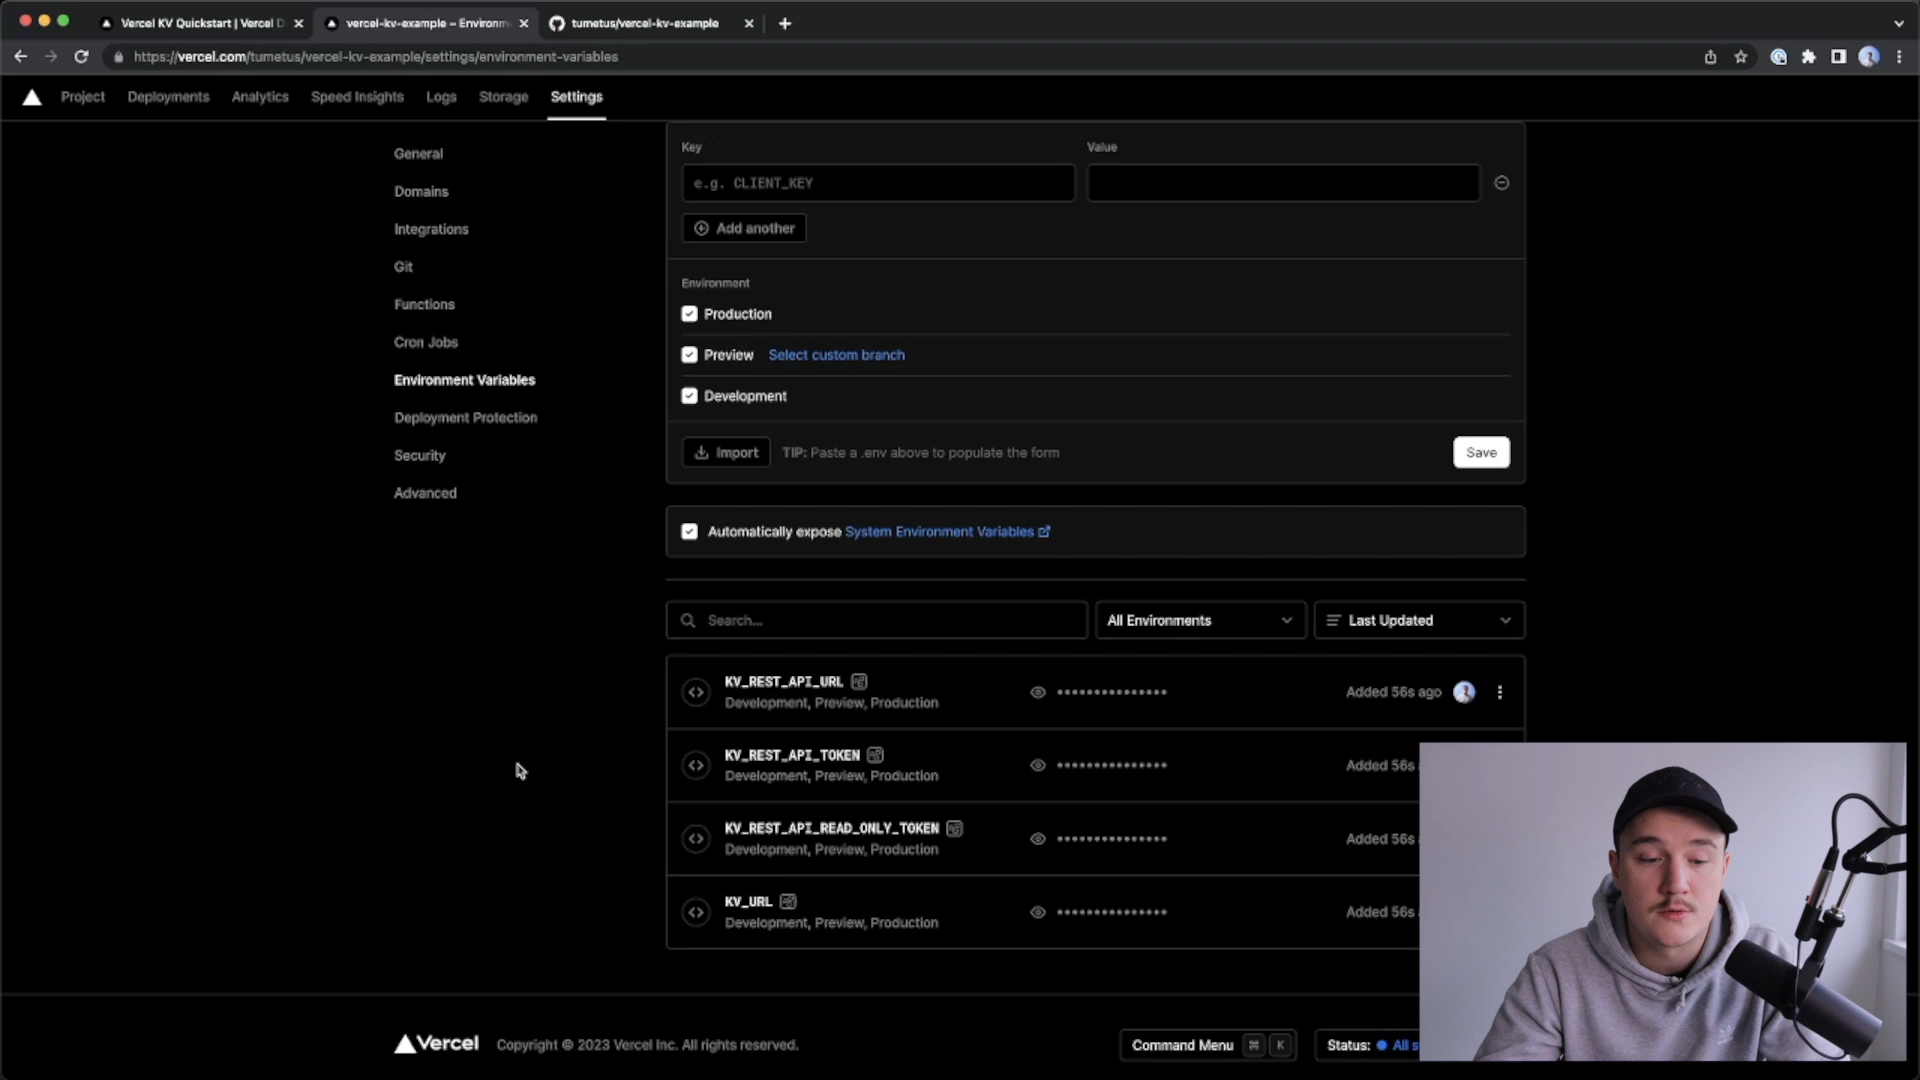 Vercel KV Quickstart | Vercel D
vercel-kv-example – Environm
tumetus/vercel-kv-example
https://vercel.com/tumetus/vercel-kv-example/settings/environment-variables
Project
Deployments
Analytics
Speed Insights
Logs
Storage
Settings
General
Domains
Integrations
Git
Functions
Cron Jobs
Environment Variables
Deployment Protection
Security
Advanced
Key
Value
e.g. CLIENT_KEY
Add another
Environment
Production
Preview Select custom branch
Development
Import TIP: Paste a .env above to populate the form
Save
Automatically expose System Environment Variables
Search...
All Environments
Last Updated
KV_REST_API_URL
Development, Preview, Production
Added 56s ago
KV_REST_API_TOKEN
Development, Preview, Production
Added 56s
KV_REST_API_READ_ONLY_TOKEN
Development, Preview, Production
Added 56s
KV_URL
Development, Preview, Production
Added 56s
Vercel Copyright © 2023 Vercel Inc. All rights reserved.
Command Menu ⌘ K
Status: All s